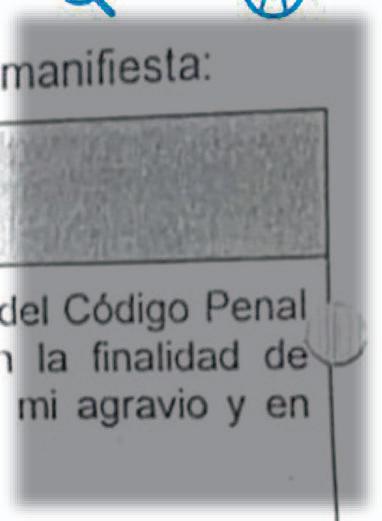 manifiesta:
del Código Penal
la finalidad de
mi agravio y en